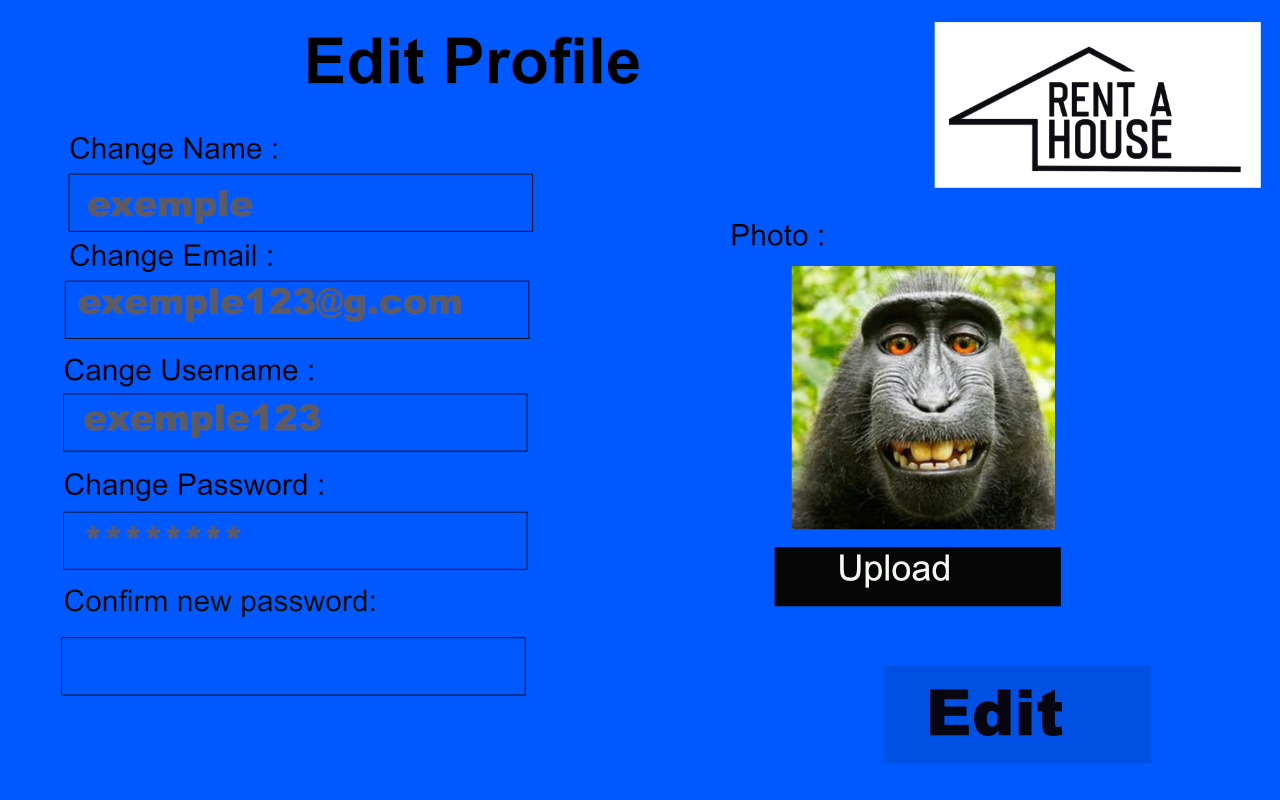 Edit Profile
RENT A
HOUSE
Change Name :
exemple
Change Email :
exemple123@g.com
Cange Username :
exemple123
Change Password :
********
Confirm new password:
Photo :
Upload
Edit